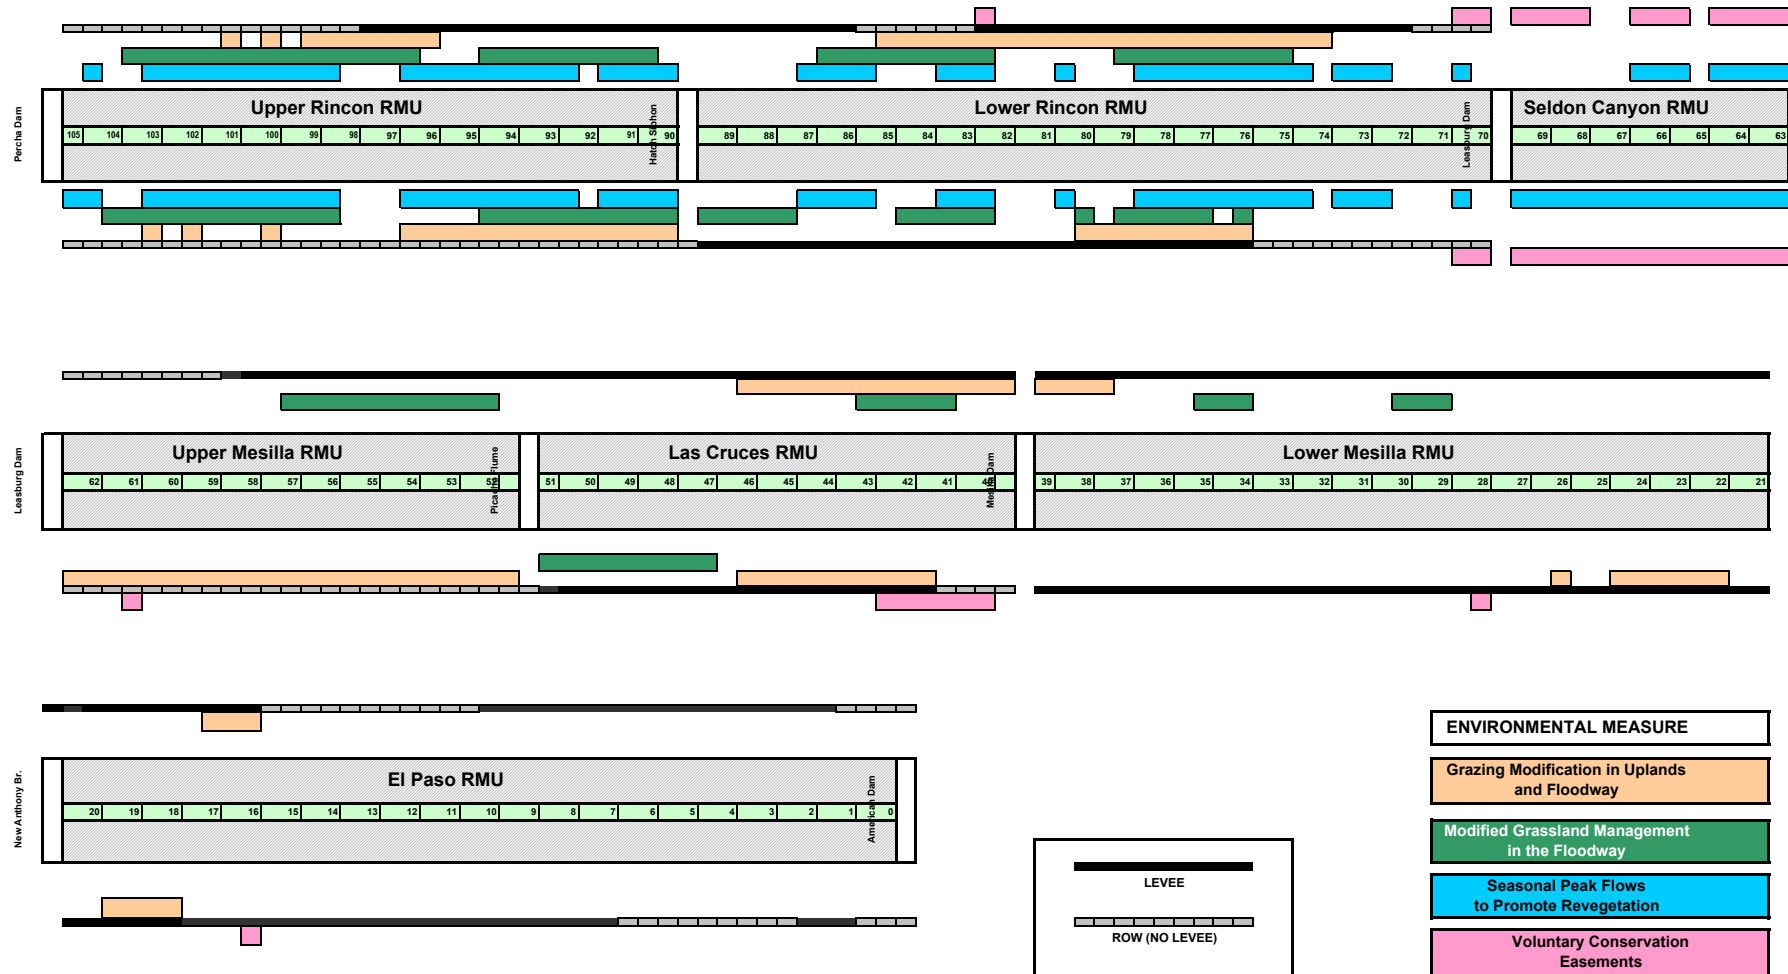 Upper Rincon RMU
Lower Rincon RMU
Seldon Canyon RMU
Percha Dam
Hatch Siphon
Leasburg Dam
105 104 103 102 101 100 99 98 97 96 95 94 93 92 91 90
89 88 87 86 85 84 83 82 81 80 79 78 77 76 75 74 73 72 71 70
69 68 67 66 65 64 63
Upper Mesilla RMU
Las Cruces RMU
Lower Mesilla RMU
Leasburg Dam
Picacho Flume
Mesilla Dam
62 61 60 59 58 57 56 55 54 53 52
51 50 49 48 47 46 45 44 43 42 41 40
39 38 37 36 35 34 33 32 31 30 29 28 27 26 25 24 23 22 21
El Paso RMU
New Anthony Br.
American Dam
20 19 18 17 16 15 14 13 12 11 10 9 8 7 6 5 4 3 2 1 0
LEVEE
ROW (NO LEVEE)
ENVIRONMENTAL MEASURE
Grazing Modification in Uplands
and Floodway
Modified Grassland Management
in the Floodway
Seasonal Peak Flows
to Promote Revegetation
Voluntary Conservation
Easements